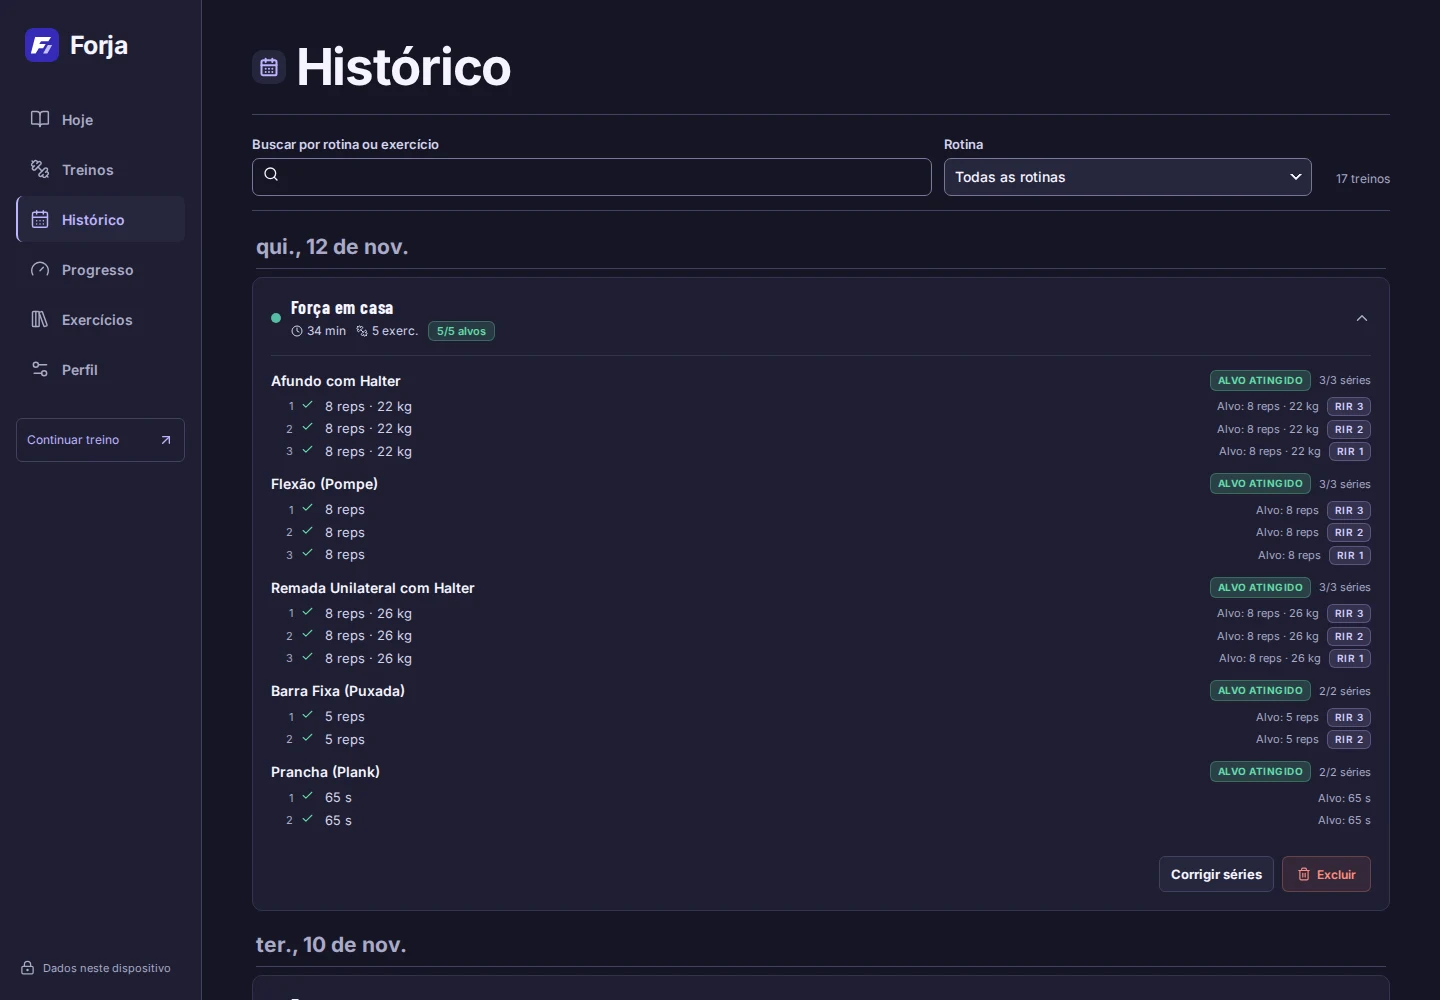 Forja
Hoje
Treinos
Histórico
Progresso
Exercícios
Perfil
Continuar treino
Dados neste dispositivo
Histórico
Buscar por rotina ou exercício
Rotina
Todas as rotinas
17 treinos
qui., 12 de nov.
Força em casa
34 min 5 exerc. 5/5 alvos
Afundo com Halter ALVO ATINGIDO 3/3 séries
1 8 reps · 22 kg Alvo: 8 reps · 22 kg RIR 3
2 8 reps · 22 kg Alvo: 8 reps · 22 kg RIR 2
3 8 reps · 22 kg Alvo: 8 reps · 22 kg RIR 1
Flexão (Pompe) ALVO ATINGIDO 3/3 séries
1 8 reps Alvo: 8 reps RIR 3
2 8 reps Alvo: 8 reps RIR 2
3 8 reps Alvo: 8 reps RIR 1
Remada Unilateral com Halter ALVO ATINGIDO 3/3 séries
1 8 reps · 26 kg Alvo: 8 reps · 26 kg RIR 3
2 8 reps · 26 kg Alvo: 8 reps · 26 kg RIR 2
3 8 reps · 26 kg Alvo: 8 reps · 26 kg RIR 1
Barra Fixa (Puxada) ALVO ATINGIDO 2/2 séries
1 5 reps Alvo: 5 reps RIR 3
2 5 reps Alvo: 5 reps RIR 2
Prancha (Plank) ALVO ATINGIDO 2/2 séries
1 65 s Alvo: 65 s
2 65 s Alvo: 65 s
Corrigir séries Excluir
ter., 10 de nov.